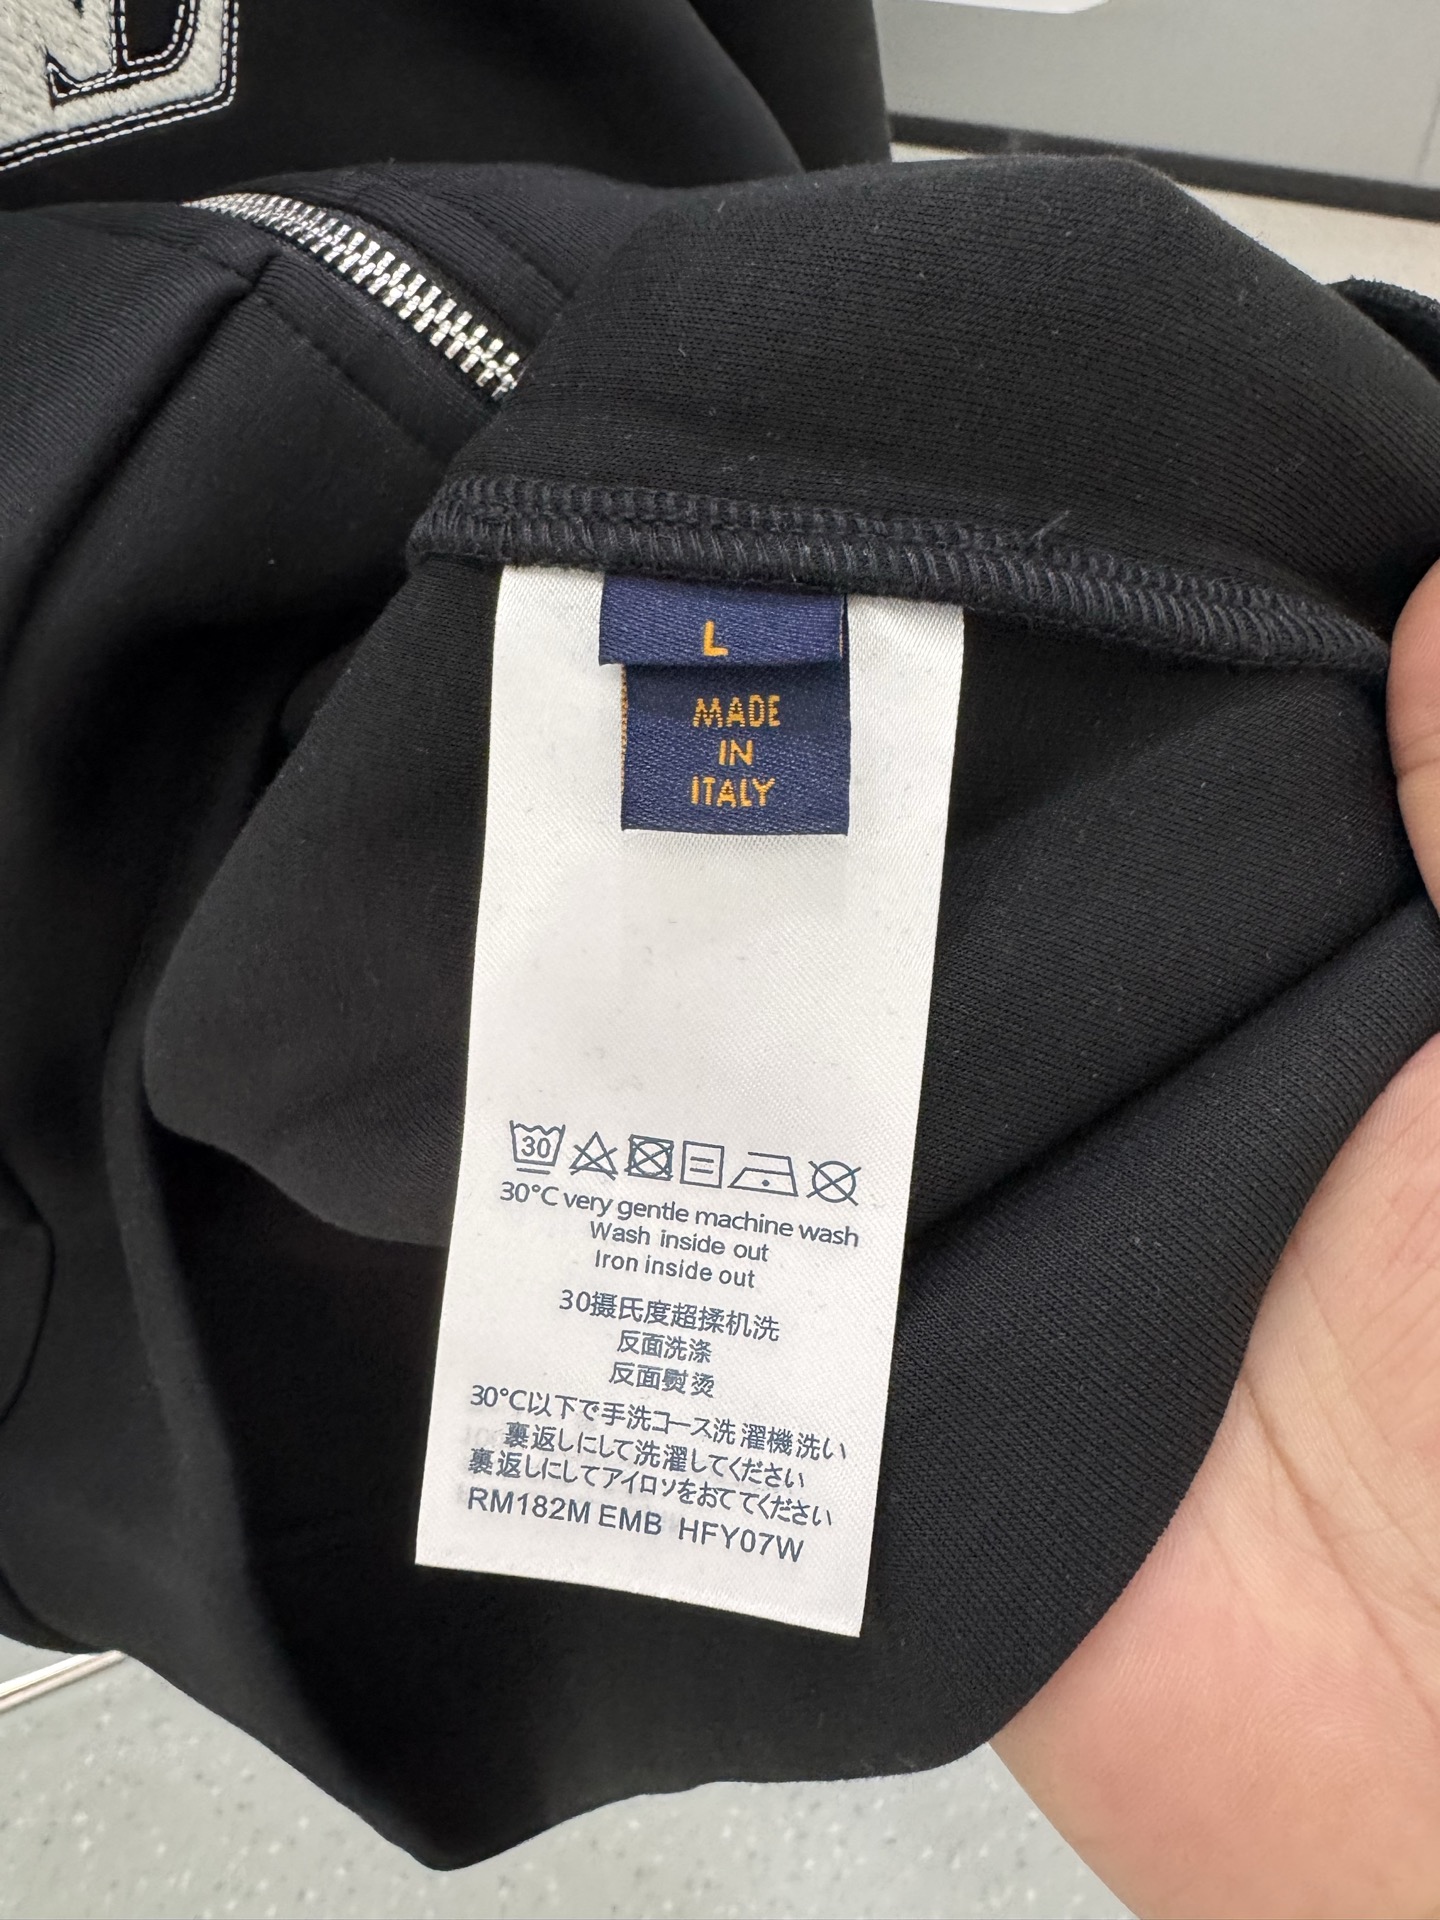 L
MADE
IN
ITALY
30
30°C very gentle machine wash
Wash inside out
Iron inside out
30摄氏度超揉机洗
反面洗涤
反面熨烫
30°C以下で手洗コース洗濯機洗い
裏返しにして洗濯してください
裏返しにしてアイロソをおててください
RM182M EMB HFY07W